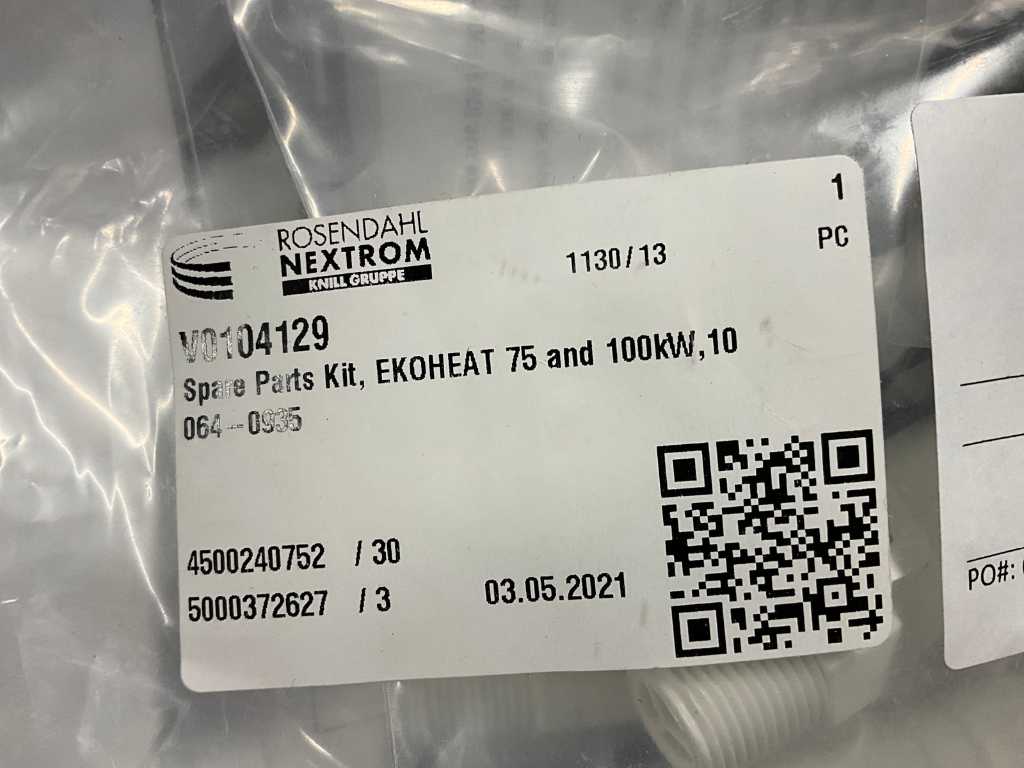 ROSENDAHL
NEXTROM
KNILL GRUPPE
1130/13
1
PC
V0104129
Spare Parts Kit, EKOHEAT 75 and 100kW,10
064-0935
4500240752 / 30
5000372627 / 3
03.05.2021
PO#: